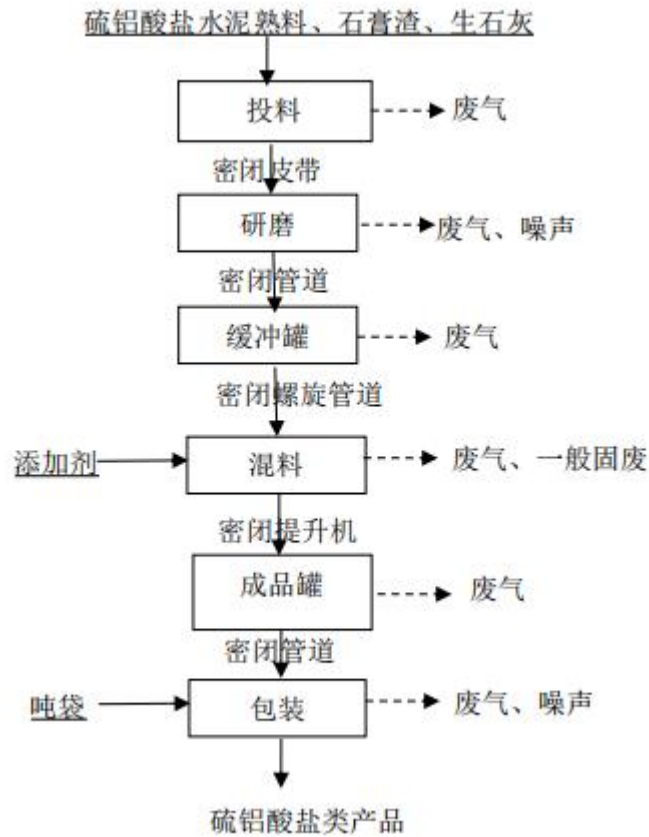 硫铝酸盐水泥熟料、石膏渣、生石灰
投料
废气
密闭皮带
研磨
废气、噪声
密闭管道
缓冲罐
废气
密闭螺旋管道
添加剂
混料
废气、一般固废
密闭提升机
成品罐
废气
密闭管道
吨袋
包装
废气、噪声
硫铝酸盐类产品